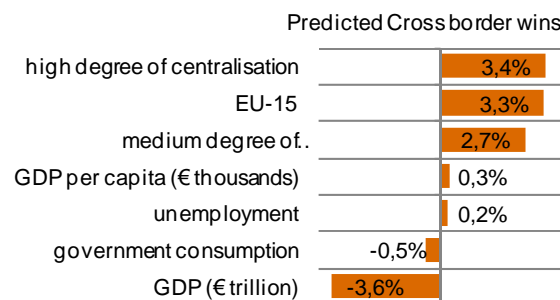 Predicted Cross border wins
high degree of centralisation 3,4%
EU-15 3,3%
medium degree of.. 2,7%
GDP per capita (€ thousands) 0,3%
unemployment 0,2%
government consumption -0,5%
GDP (€ trillion) -3,6%